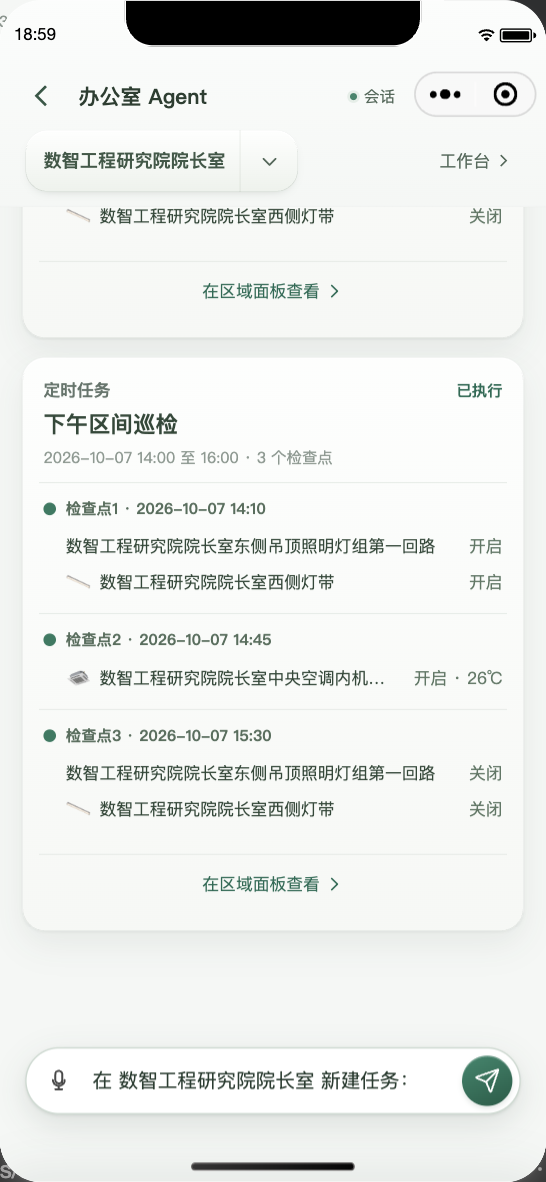 18:59
办公室 Agent
会话
数智工程研究院院长室
工作台
数智工程研究院院长室西侧灯带 关闭
在区域面板查看
定时任务 已执行
下午区间巡检
2026-10-07 14:00 至 16:00 · 3 个检查点
检查点1 · 2026-10-07 14:10
数智工程研究院院长室东侧吊顶照明灯组第一回路 开启
数智工程研究院院长室西侧灯带 开启
检查点2 · 2026-10-07 14:45
数智工程研究院院长室中央空调内机... 开启 · 26℃
检查点3 · 2026-10-07 15:30
数智工程研究院院长室东侧吊顶照明灯组第一回路 关闭
数智工程研究院院长室西侧灯带 关闭
在区域面板查看
在 数智工程研究院院长室 新建任务：